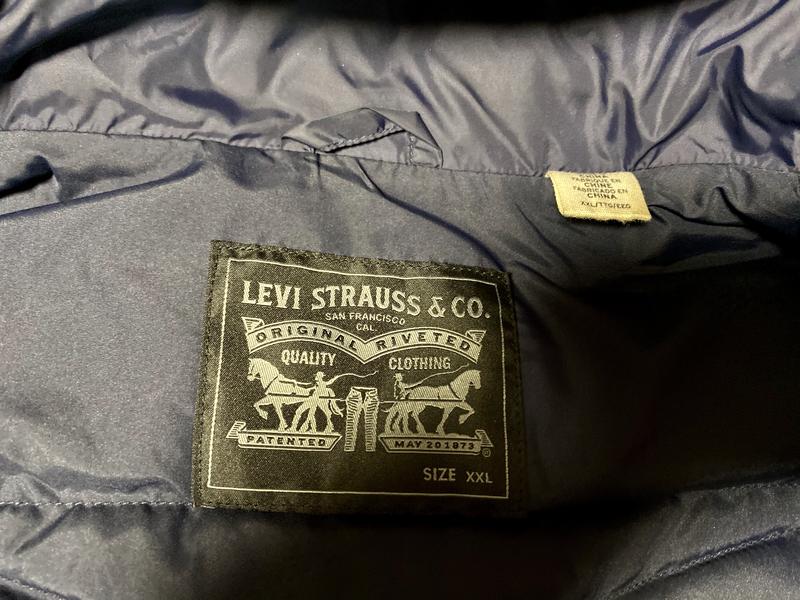 CHINA
FABRIQUE EN
CHINE
FABRICADO EN
CHINA
XXL/TTG/EEG
LEVI STRAUSS & CO.
SAN FRANCISCO
CAL.
ORIGINAL RIVETED
QUALITY CLOTHING
PATENTED MAY 20 1873
SIZE XXL